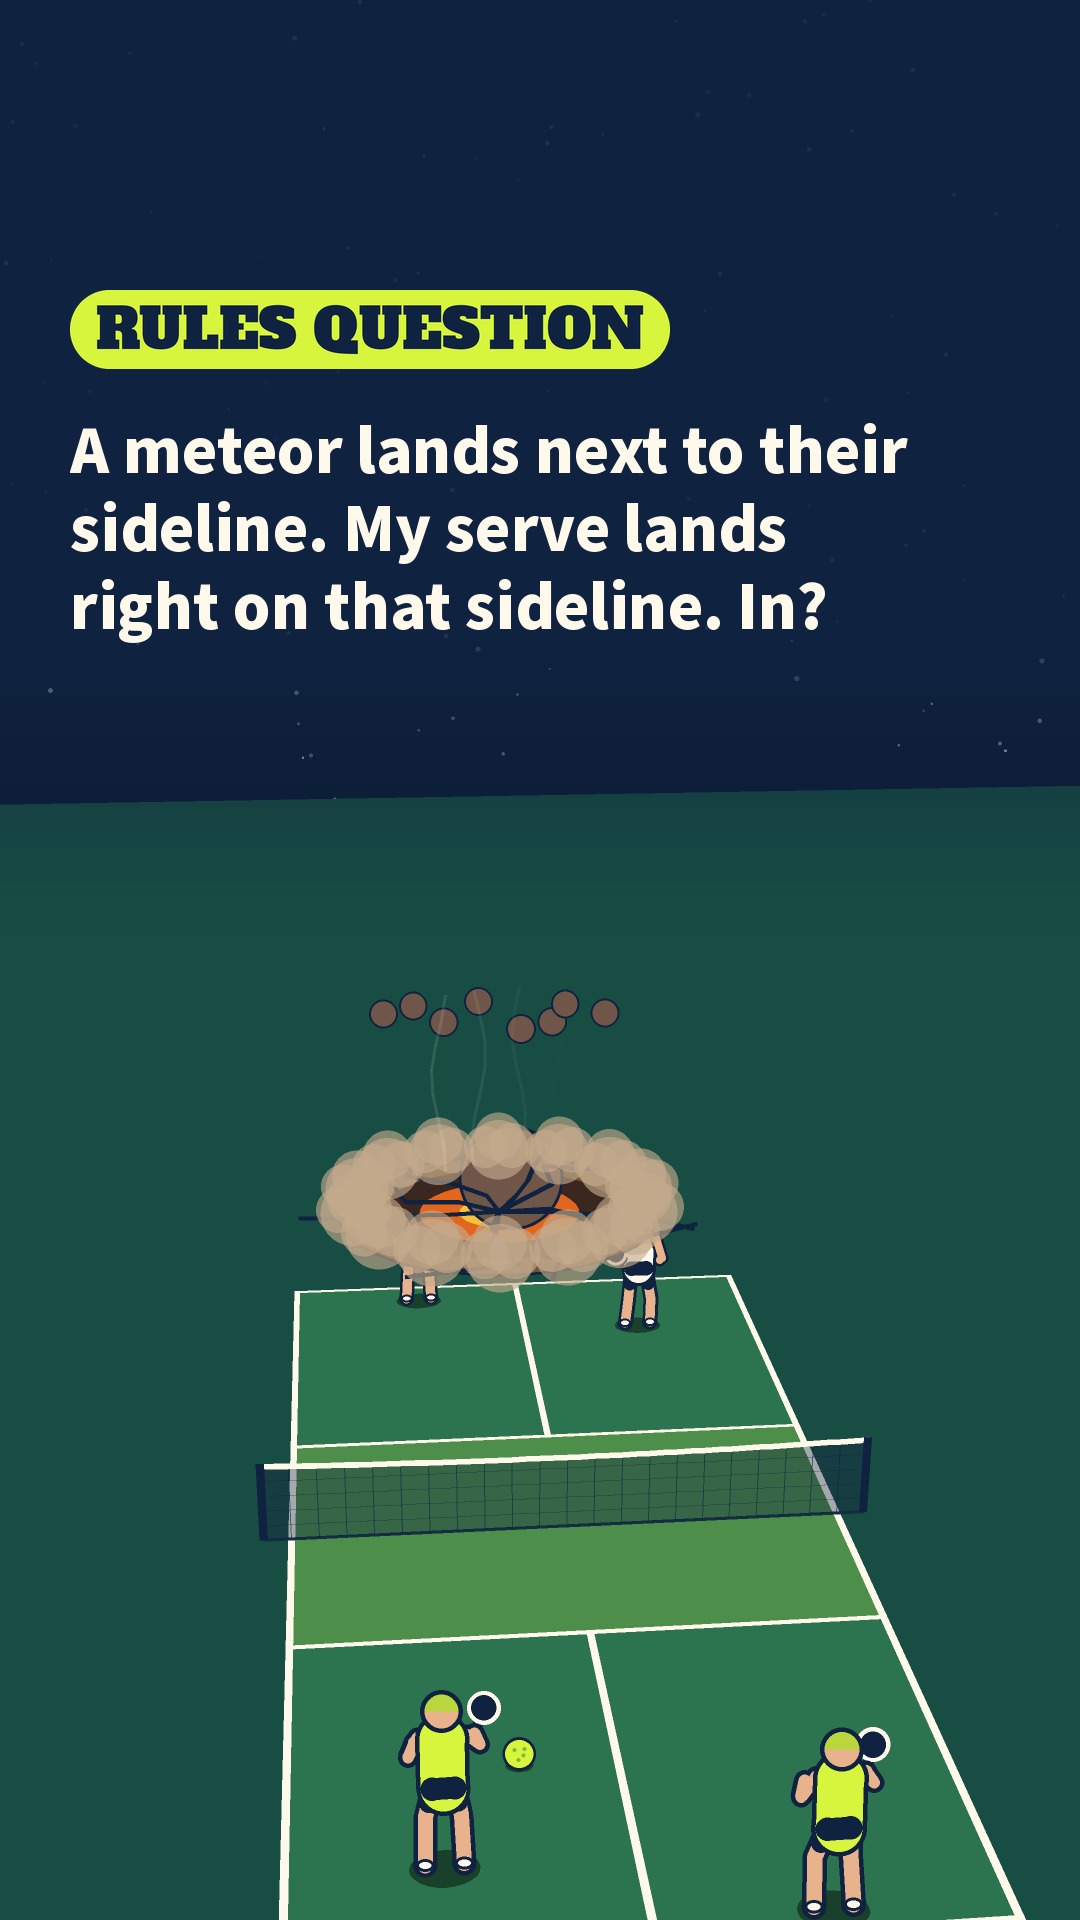 RULES QUESTION
A meteor lands next to their
sideline. My serve lands
right on that sideline. In?